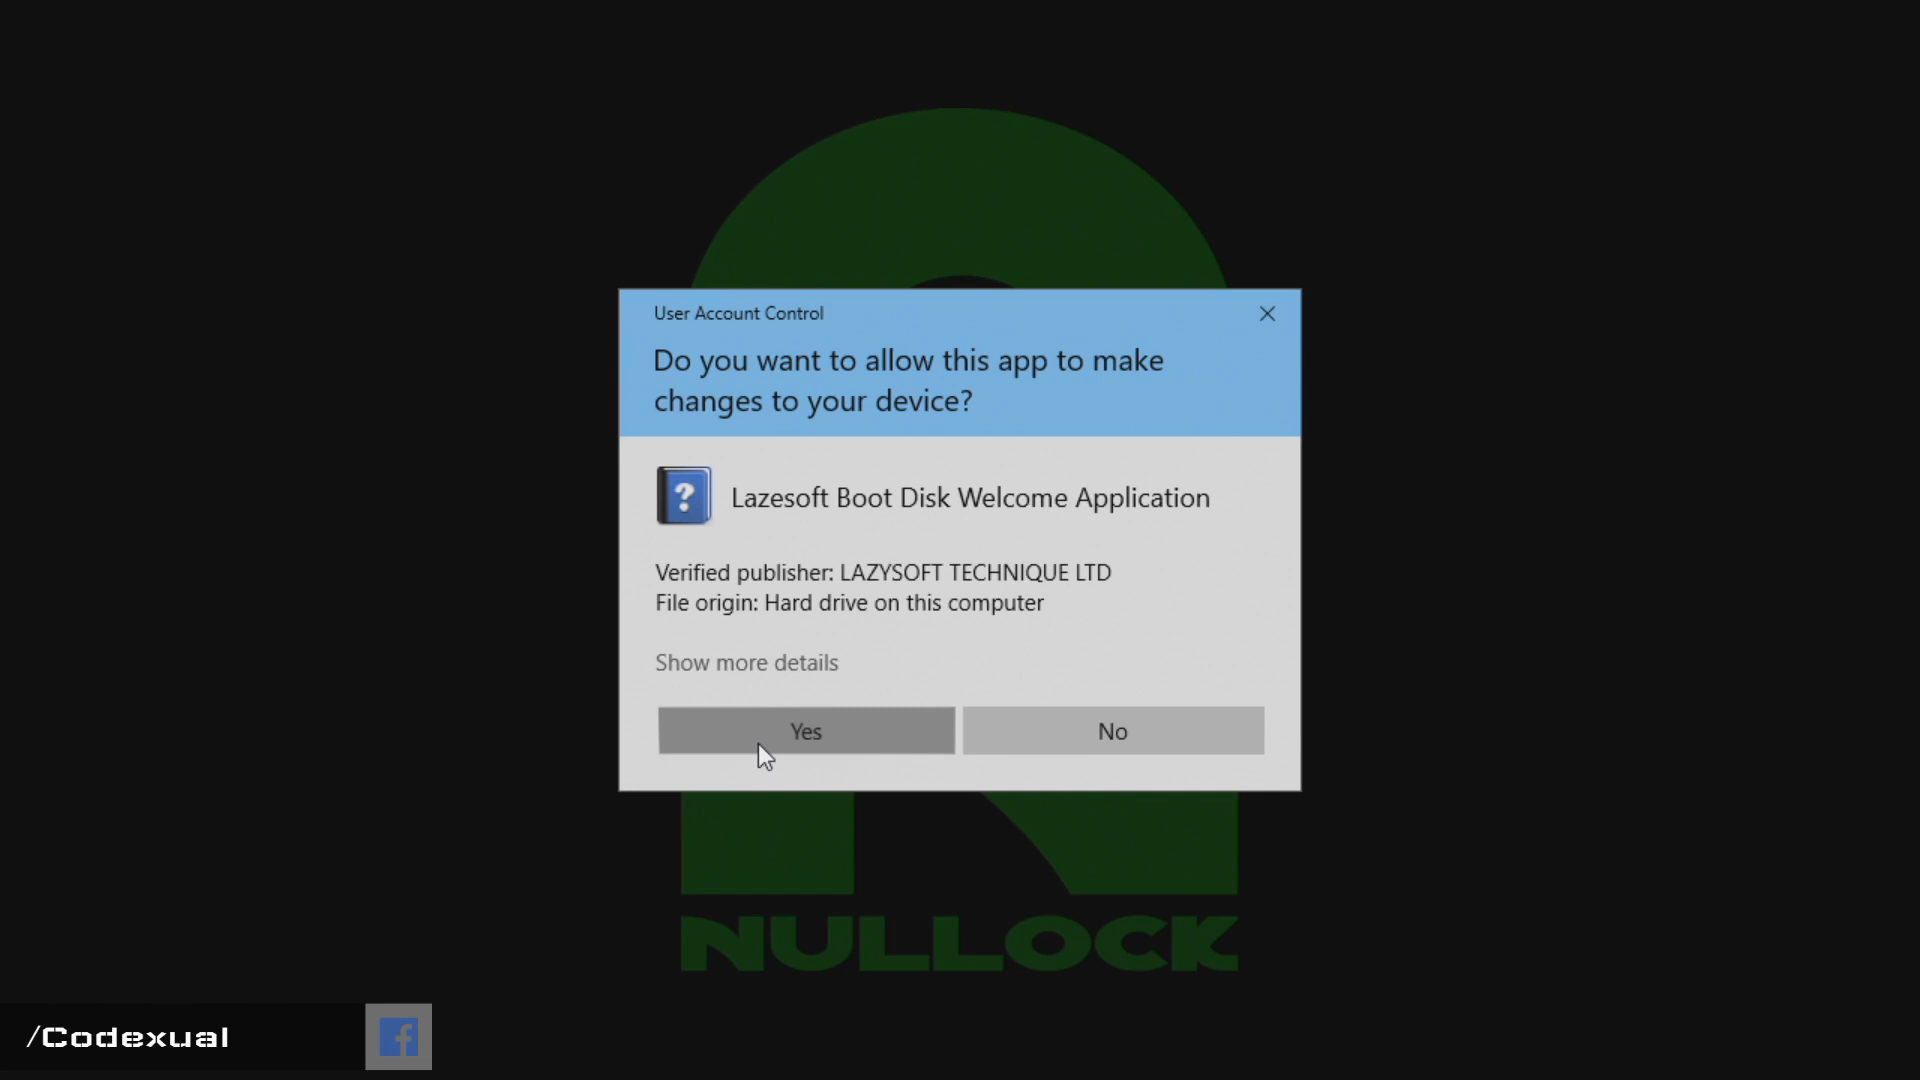 User Account Control
Do you want to allow this app to make
changes to your device?
Lazesoft Boot Disk Welcome Application
Verified publisher: LAZYSOFT TECHNIQUE LTD
File origin: Hard drive on this computer
Show more details
Yes No
NULLOCK
/Codexual